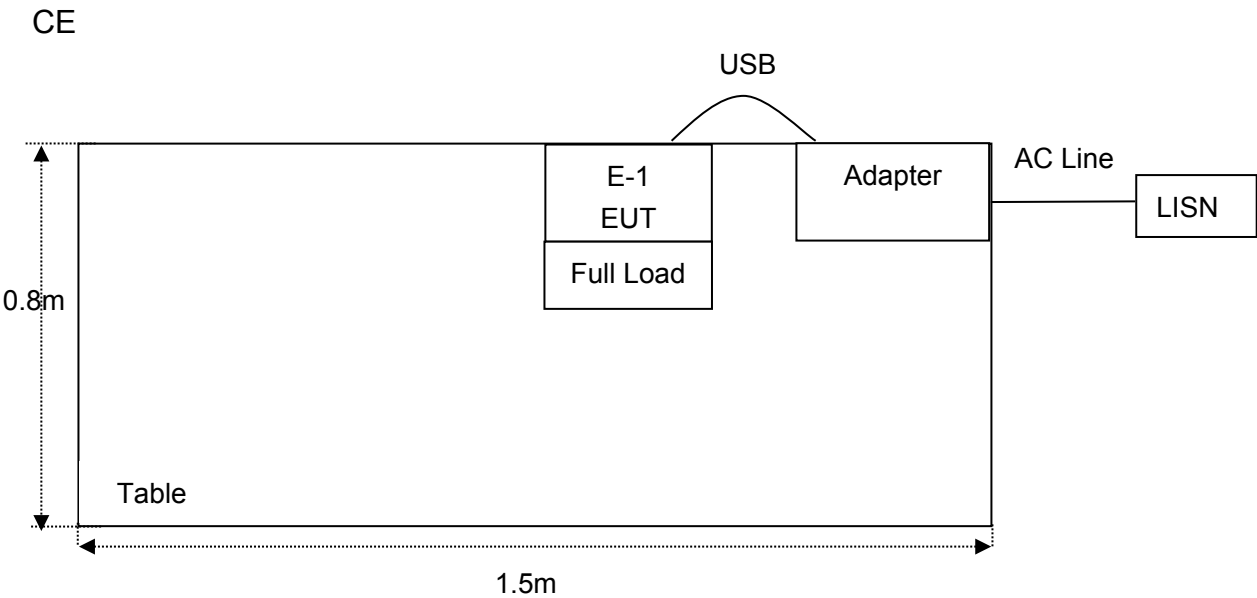 CE
USB
E-1
EUT
Full Load
Adapter
AC Line
LISN
0.8m
Table
1.5m